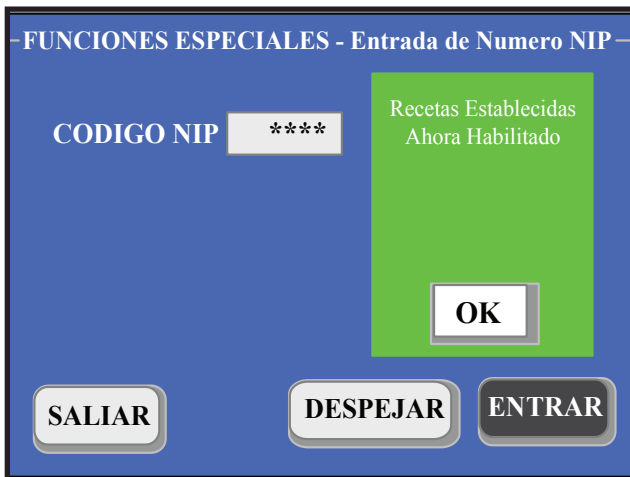 FUNCIONES ESPECIALES - Entrada de Numero NIP
CODIGO NIP ****
Recetas Establecidas
Ahora Habilitado
OK
SALIAR
DESPEJAR
ENTRAR